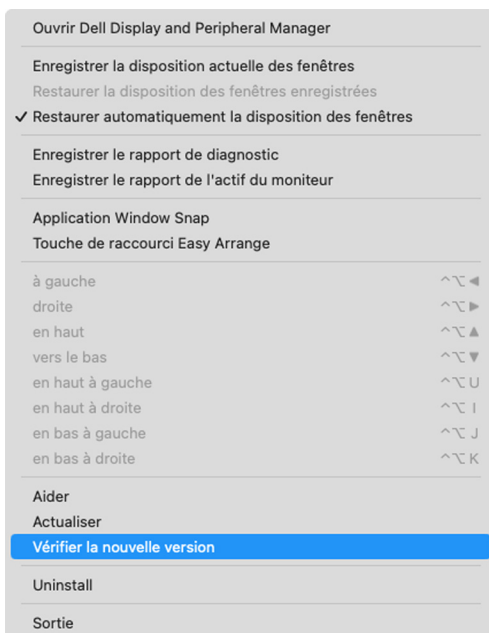 Ouvrir Dell Display and Peripheral Manager
Enregistrer la disposition actuelle des fenêtres
Restaurer la disposition des fenêtres enregistrées
✓ Restaurer automatiquement la disposition des fenêtres
Enregistrer le rapport de diagnostic
Enregistrer le rapport de l'actif du moniteur
Application Window Snap
Touche de raccourci Easy Arrange
à gauche ^⌥◀
droite ^⌥▶
en haut ^⌥▲
vers le bas ^⌥▼
en haut à gauche ^⌥U
en haut à droite ^⌥I
en bas à gauche ^⌥J
en bas à droite ^⌥K
Aider
Actualiser
Vérifier la nouvelle version
Uninstall
Sortie